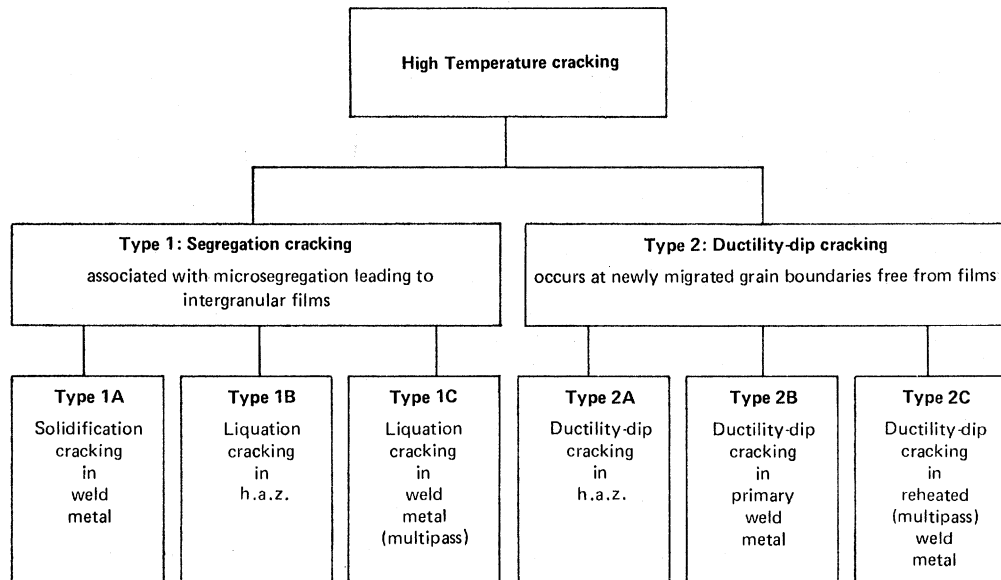 High Temperature cracking
Type 1: Segregation cracking
associated with microsegregation leading to
intergranular films
Type 2: Ductility-dip cracking
occurs at newly migrated grain boundaries free from films
Type 1A
Solidification
cracking
in
weld
metal
Type 1B
Liquation
cracking
in
h.a.z.
Type 1C
Liquation
cracking
in
weld
metal
(multipass)
Type 2A
Ductility-dip
cracking
in
h.a.z.
Type 2B
Ductility-dip
cracking
in
primary
weld
metal
Type 2C
Ductility-dip
cracking
in
reheated
(multipass)
weld
metal